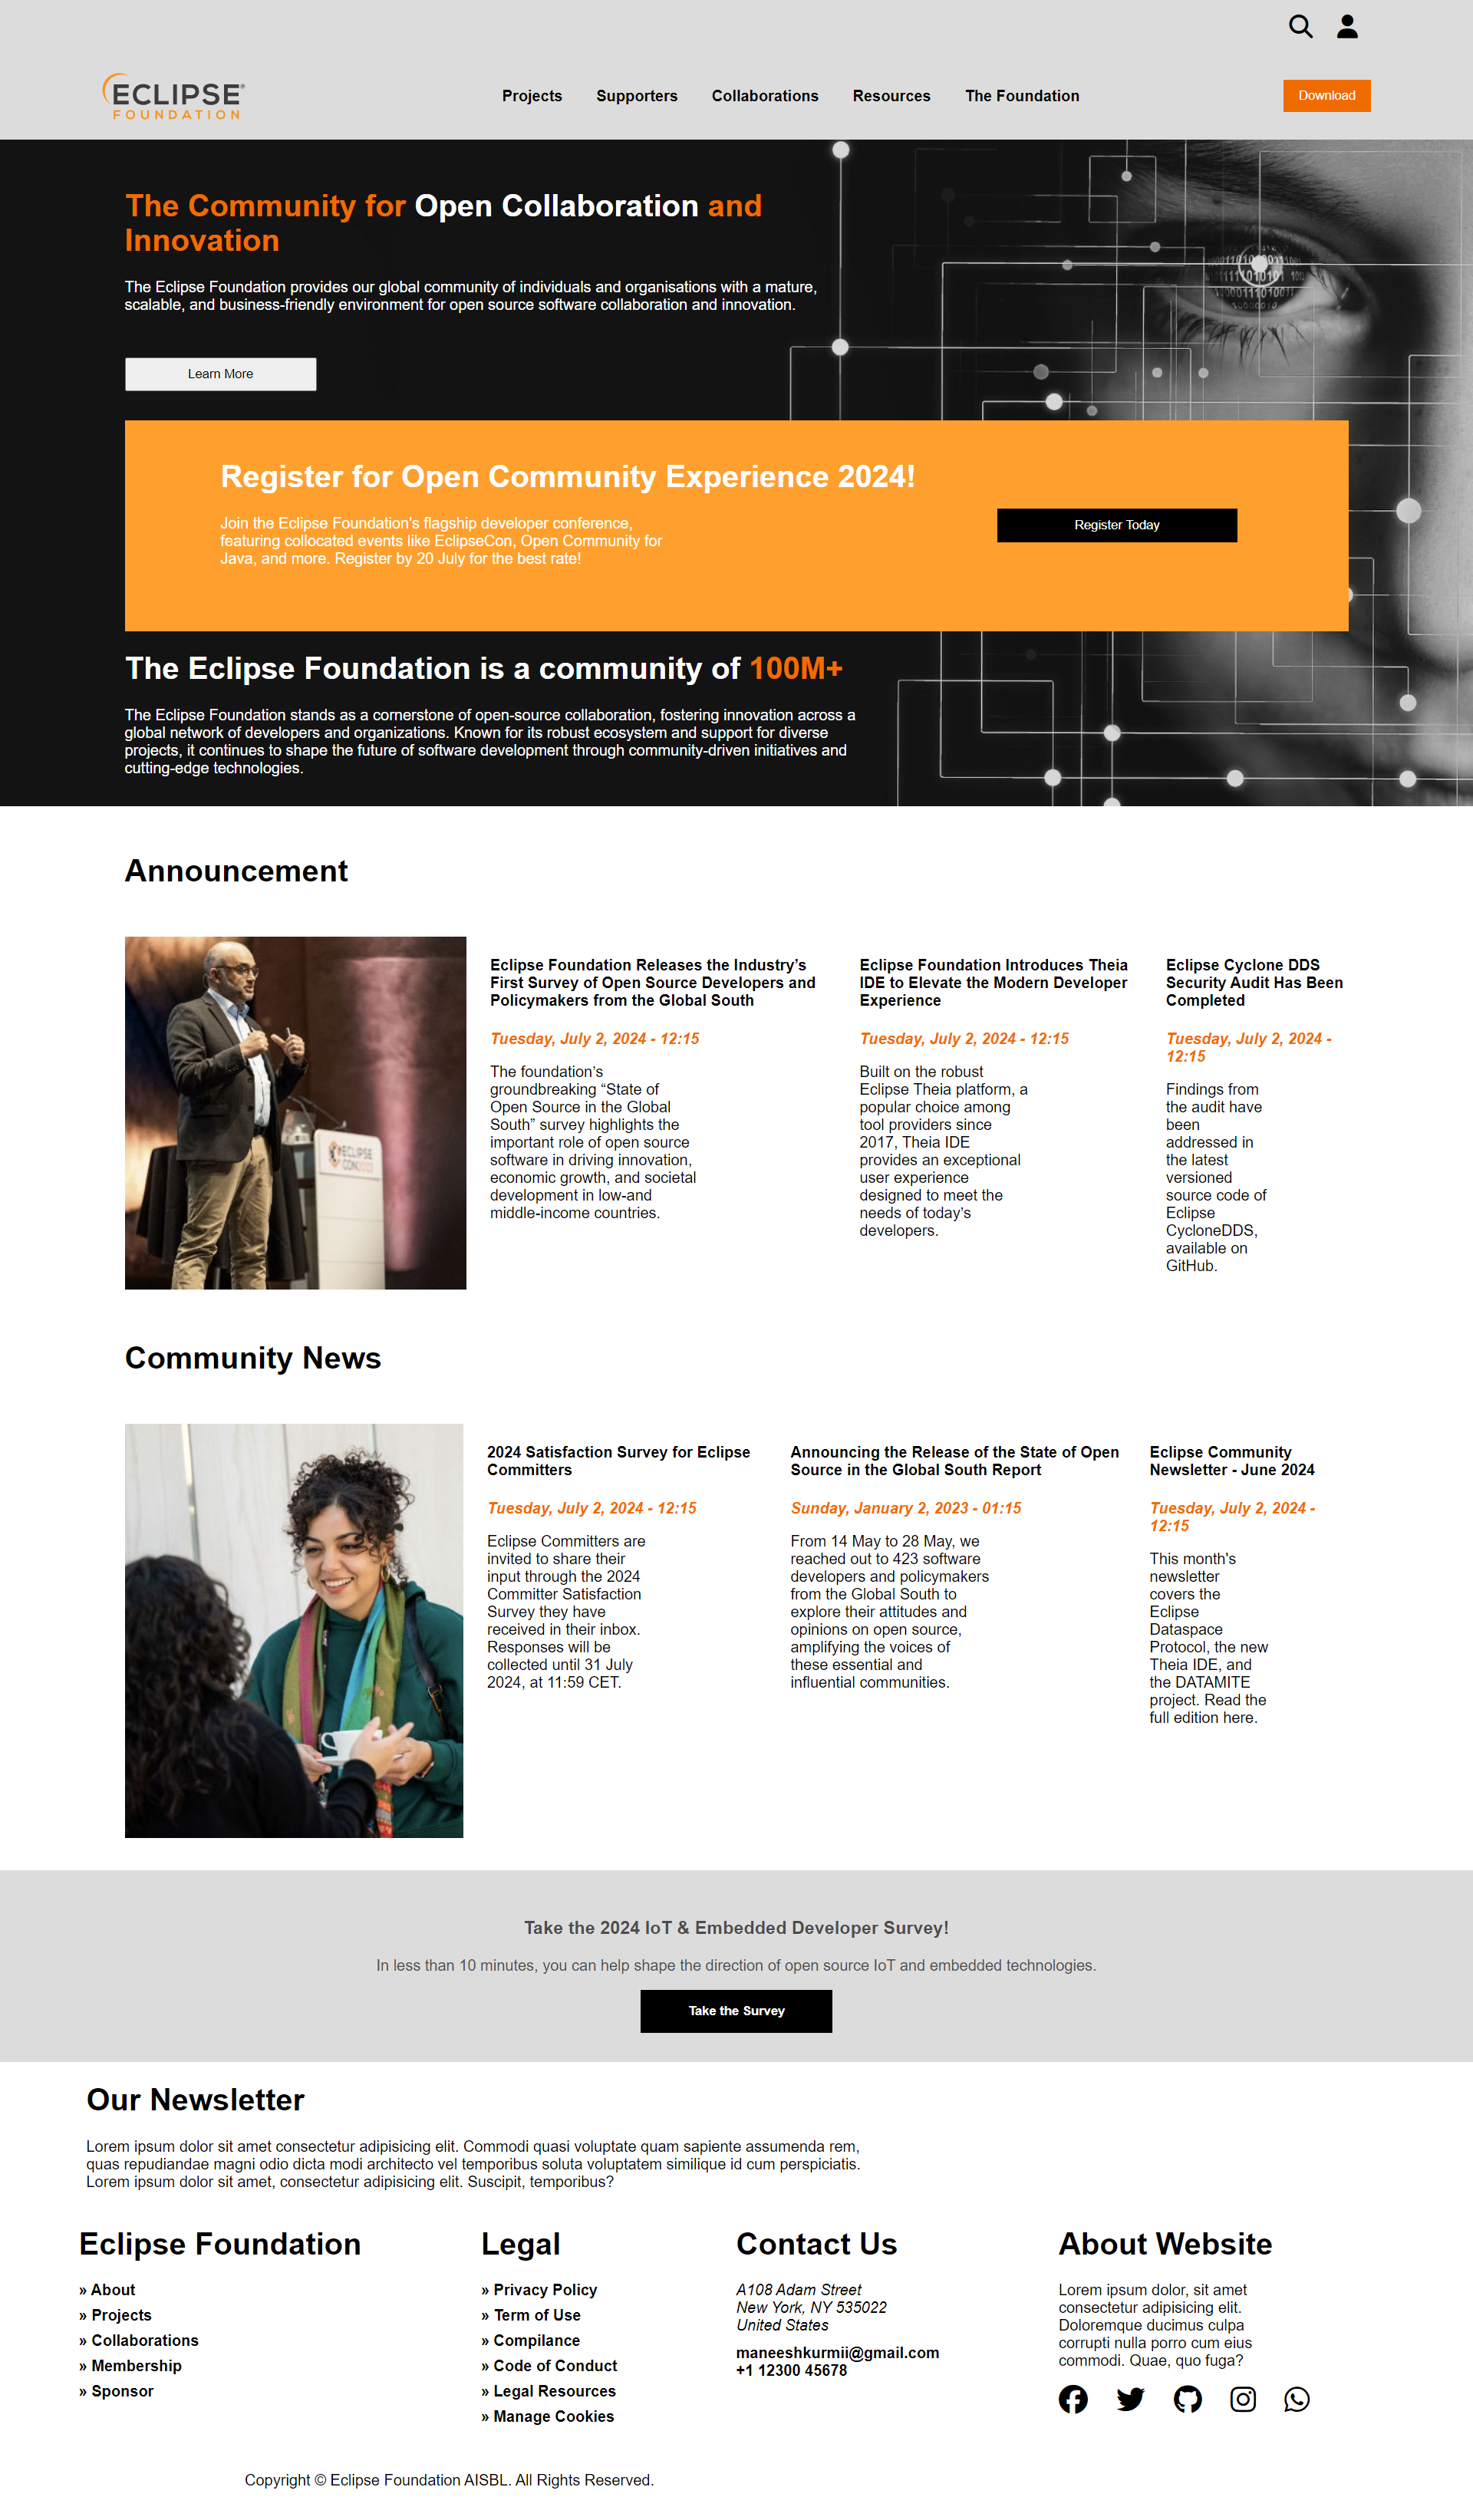 ECLIPSE®
FOUNDATION
Projects
Supporters
Collaborations
Resources
The Foundation
Download
The Community for Open Collaboration and
Innovation
The Eclipse Foundation provides our global community of individuals and organisations with a mature,
scalable, and business-friendly environment for open source software collaboration and innovation.
Learn More
Register for Open Community Experience 2024!
Join the Eclipse Foundation's flagship developer conference,
featuring collocated events like EclipseCon, Open Community for
Java, and more. Register by 20 July for the best rate!
Register Today
The Eclipse Foundation is a community of 100M+
The Eclipse Foundation stands as a cornerstone of open-source collaboration, fostering innovation across a
global network of developers and organizations. Known for its robust ecosystem and support for diverse
projects, it continues to shape the future of software development through community-driven initiatives and
cutting-edge technologies.
Announcement
ECLIPSE
CON
Eclipse Foundation Releases the Industry’s
First Survey of Open Source Developers and
Policymakers from the Global South
Tuesday, July 2, 2024 - 12:15
The foundation’s
groundbreaking “State of
Open Source in the Global
South” survey highlights the
important role of open source
software in driving innovation,
economic growth, and societal
development in low-and
middle-income countries.
Eclipse Foundation Introduces Theia
IDE to Elevate the Modern Developer
Experience
Tuesday, July 2, 2024 - 12:15
Built on the robust
Eclipse Theia platform, a
popular choice among
tool providers since
2017, Theia IDE
provides an exceptional
user experience
designed to meet the
needs of today’s
developers.
Eclipse Cyclone DDS
Security Audit Has Been
Completed
Tuesday, July 2, 2024 -
12:15
Findings from
the audit have
been
addressed in
the latest
versioned
source code of
Eclipse
CycloneDDS,
available on
GitHub.
Community News
2024 Satisfaction Survey for Eclipse
Committers
Tuesday, July 2, 2024 - 12:15
Eclipse Committers are
invited to share their
input through the 2024
Committer Satisfaction
Survey they have
received in their inbox.
Responses will be
collected until 31 July
2024, at 11:59 CET.
Announcing the Release of the State of Open
Source in the Global South Report
Sunday, January 2, 2023 - 01:15
From 14 May to 28 May, we
reached out to 423 software
developers and policymakers
from the Global South to
explore their attitudes and
opinions on open source,
amplifying the voices of
these essential and
influential communities.
Eclipse Community
Newsletter - June 2024
Tuesday, July 2, 2024 -
12:15
This month's
newsletter
covers the
Eclipse
Dataspace
Protocol, the new
Theia IDE, and
the DATAMITE
project. Read the
full edition here.
Take the 2024 IoT & Embedded Developer Survey!
In less than 10 minutes, you can help shape the direction of open source IoT and embedded technologies.
Take the Survey
Our Newsletter
Lorem ipsum dolor sit amet consectetur adipisicing elit. Commodi quasi voluptate quam sapiente assumenda rem,
quas repudiandae magni odio dicta modi architecto vel temporibus soluta voluptatem similique id cum perspiciatis.
Lorem ipsum dolor sit amet, consectetur adipisicing elit. Suscipit, temporibus?
Eclipse Foundation
» About
» Projects
» Collaborations
» Membership
» Sponsor
Legal
» Privacy Policy
» Term of Use
» Compilance
» Code of Conduct
» Legal Resources
» Manage Cookies
Contact Us
A108 Adam Street
New York, NY 535022
United States
maneeshkurmii@gmail.com
+1 12300 45678
About Website
Lorem ipsum dolor, sit amet
consectetur adipisicing elit.
Doloremque ducimus culpa
corrupti nulla porro cum eius
commodi. Quae, quo fuga?
Copyright © Eclipse Foundation AISBL. All Rights Reserved.